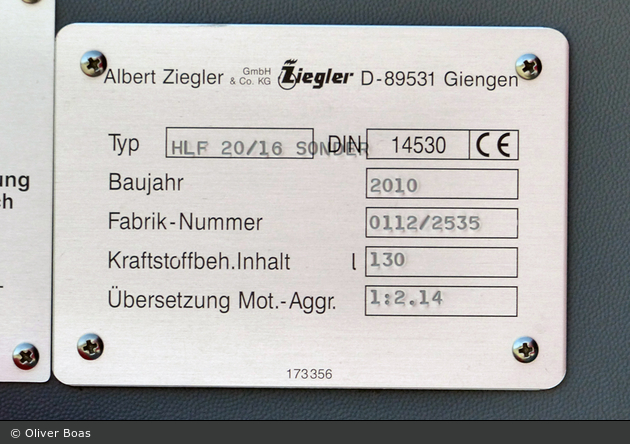 Albert Ziegler GmbH & Co. KG Ziegler D-89531 Giengen
Typ HLF 20/16 SONDER DIN 14530 CE
Baujahr 2010
ung
ch
Fabrik-Nummer 0112/2535
Kraftstoffbeh.Inhalt l 130
Übersetzung Mot.-Aggr. 1:2.14
173356
© Oliver Boas